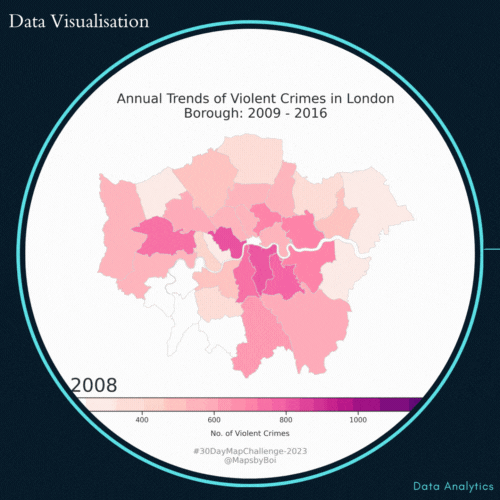 Data Visualisation
Annual Trends of Violent Crimes in London
Borough: 2009 - 2016
2008
400 600 800 1000
No. of Violent Crimes
#30DayMapChallenge-2023
@MapsbyBoi
Data Analytics